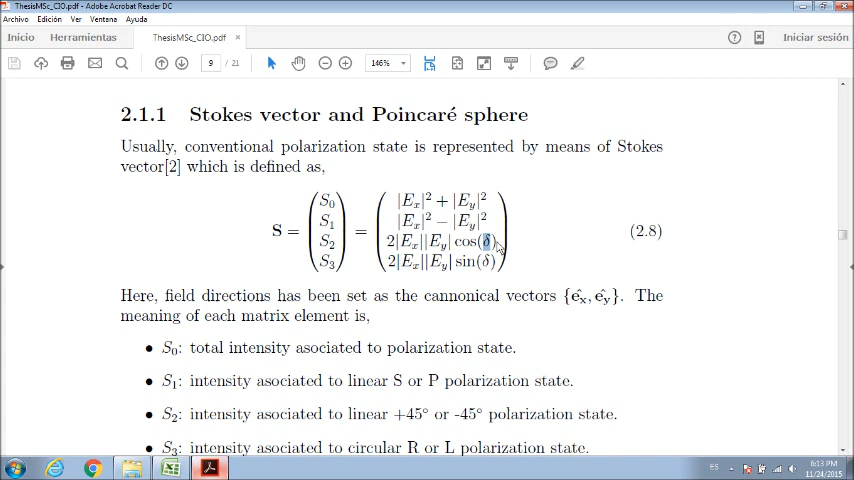 ThesisMSc_CIO.pdf - Adobe Acrobat Reader DC
Archivo Edición Ver Ventana Ayuda
Inicio Herramientas ThesisMSc_CIO.pdf × Iniciar sesión
9 / 21 146%
2.1.1 Stokes vector and Poincaré sphere
Usually, conventional polarization state is represented by means of Stokes
vector[2] which is defined as,
S = (S₀ S₁ S₂ S₃) = (|Eₓ|² + |E_y|² |Eₓ|² − |E_y|² 2|Eₓ||E_y| cos(δ) 2|Eₓ||E_y| sin(δ)) (2.8)
Here, field directions has been set as the cannonical vectors {êₓ, ê_y}. The
meaning of each matrix element is,
• S₀: total intensity asociated to polarization state.
• S₁: intensity asociated to linear S or P polarization state.
• S₂: intensity asociated to linear +45° or -45° polarization state.
• S₃: intensity asociated to circular R or L polarization state.
ES 6:13 PM
11/24/2015